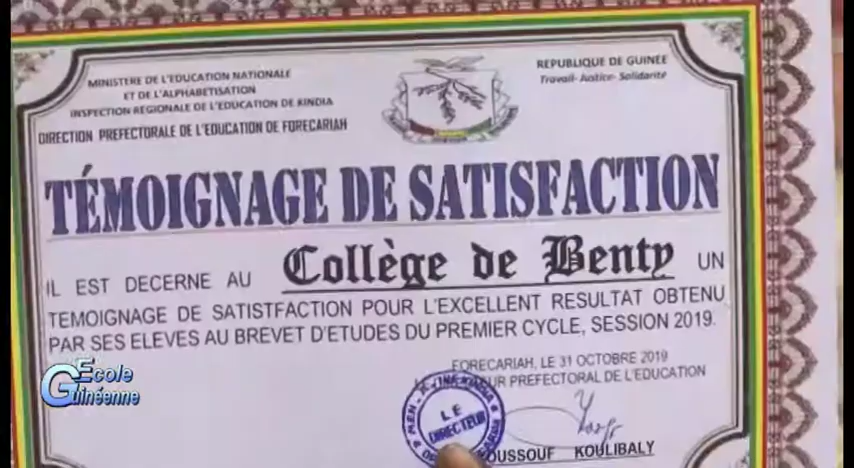 MINISTERE DE L'EDUCATION NATIONALE
ET DE L'ALPHABETISATION
INSPECTION REGIONALE DE L'EDUCATION DE KINDIA
DIRECTION PREFECTORALE DE L'EDUCATION DE FORECARIAH
REPUBLIQUE DE GUINEE
Travail- Justice - Solidarité
TÉMOIGNAGE DE SATISFACTION
IL EST DECERNE AU Collège de Benty UN
TEMOIGNAGE DE SATISTFACTION POUR L'EXCELLENT RESULTAT OBTENU
PAR SES ELEVES AU BREVET D'ETUDES DU PREMIER CYCLE, SESSION 2019.
FORECARIAH, LE 31 OCTOBRE 2019
PREFECTORAL DE L'EDUCATION
LE
DIRECTEUR
KOULIBALY
Ecole
Guinéenne